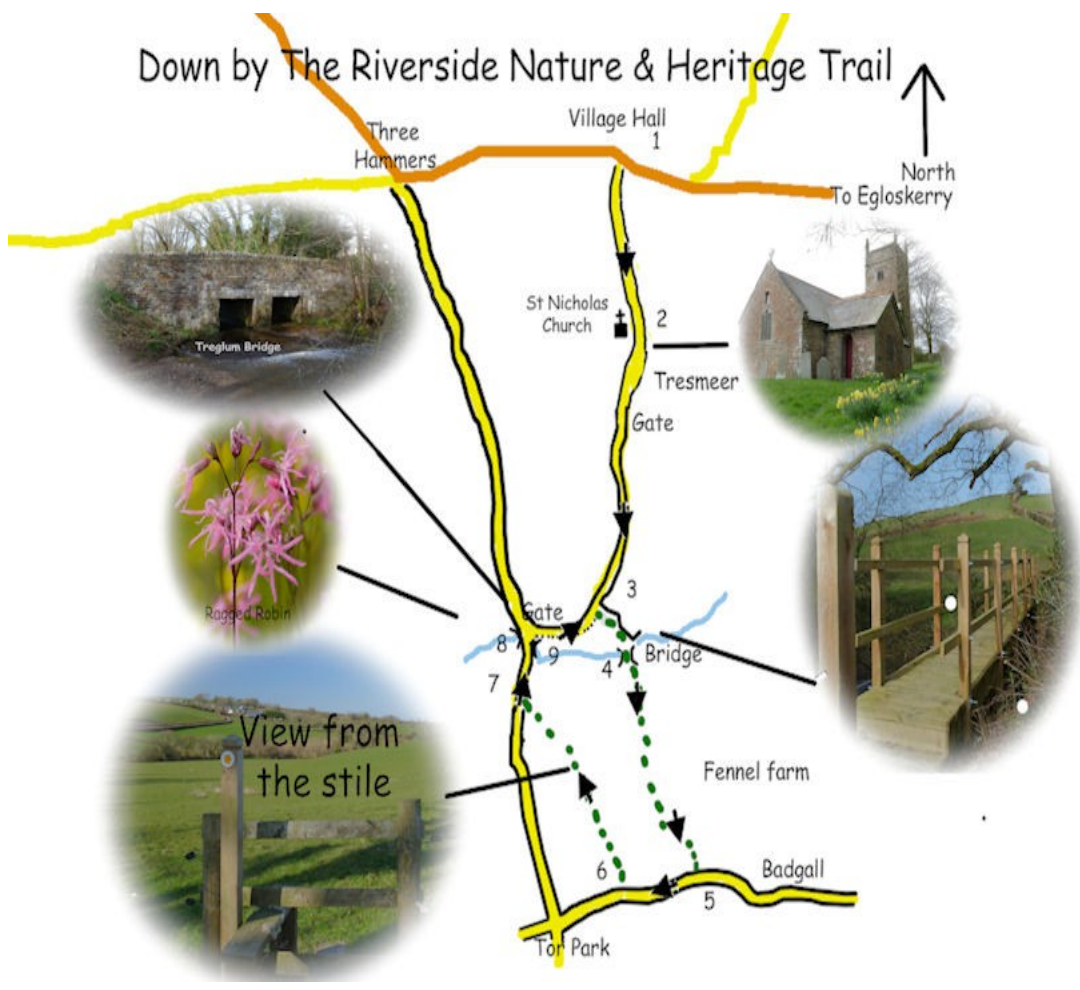 Down by The Riverside Nature & Heritage Trail
Village Hall
1
Three
Hammers
North
To Egloskerry
St Nicholas
Church
2
Treglum Bridge
Tresmeer
Gate
3
Ragged Robin
Gate
8
9
4
Bridge
7
View from
the stile
Fennel farm
6
Badgall
5
Tor Park